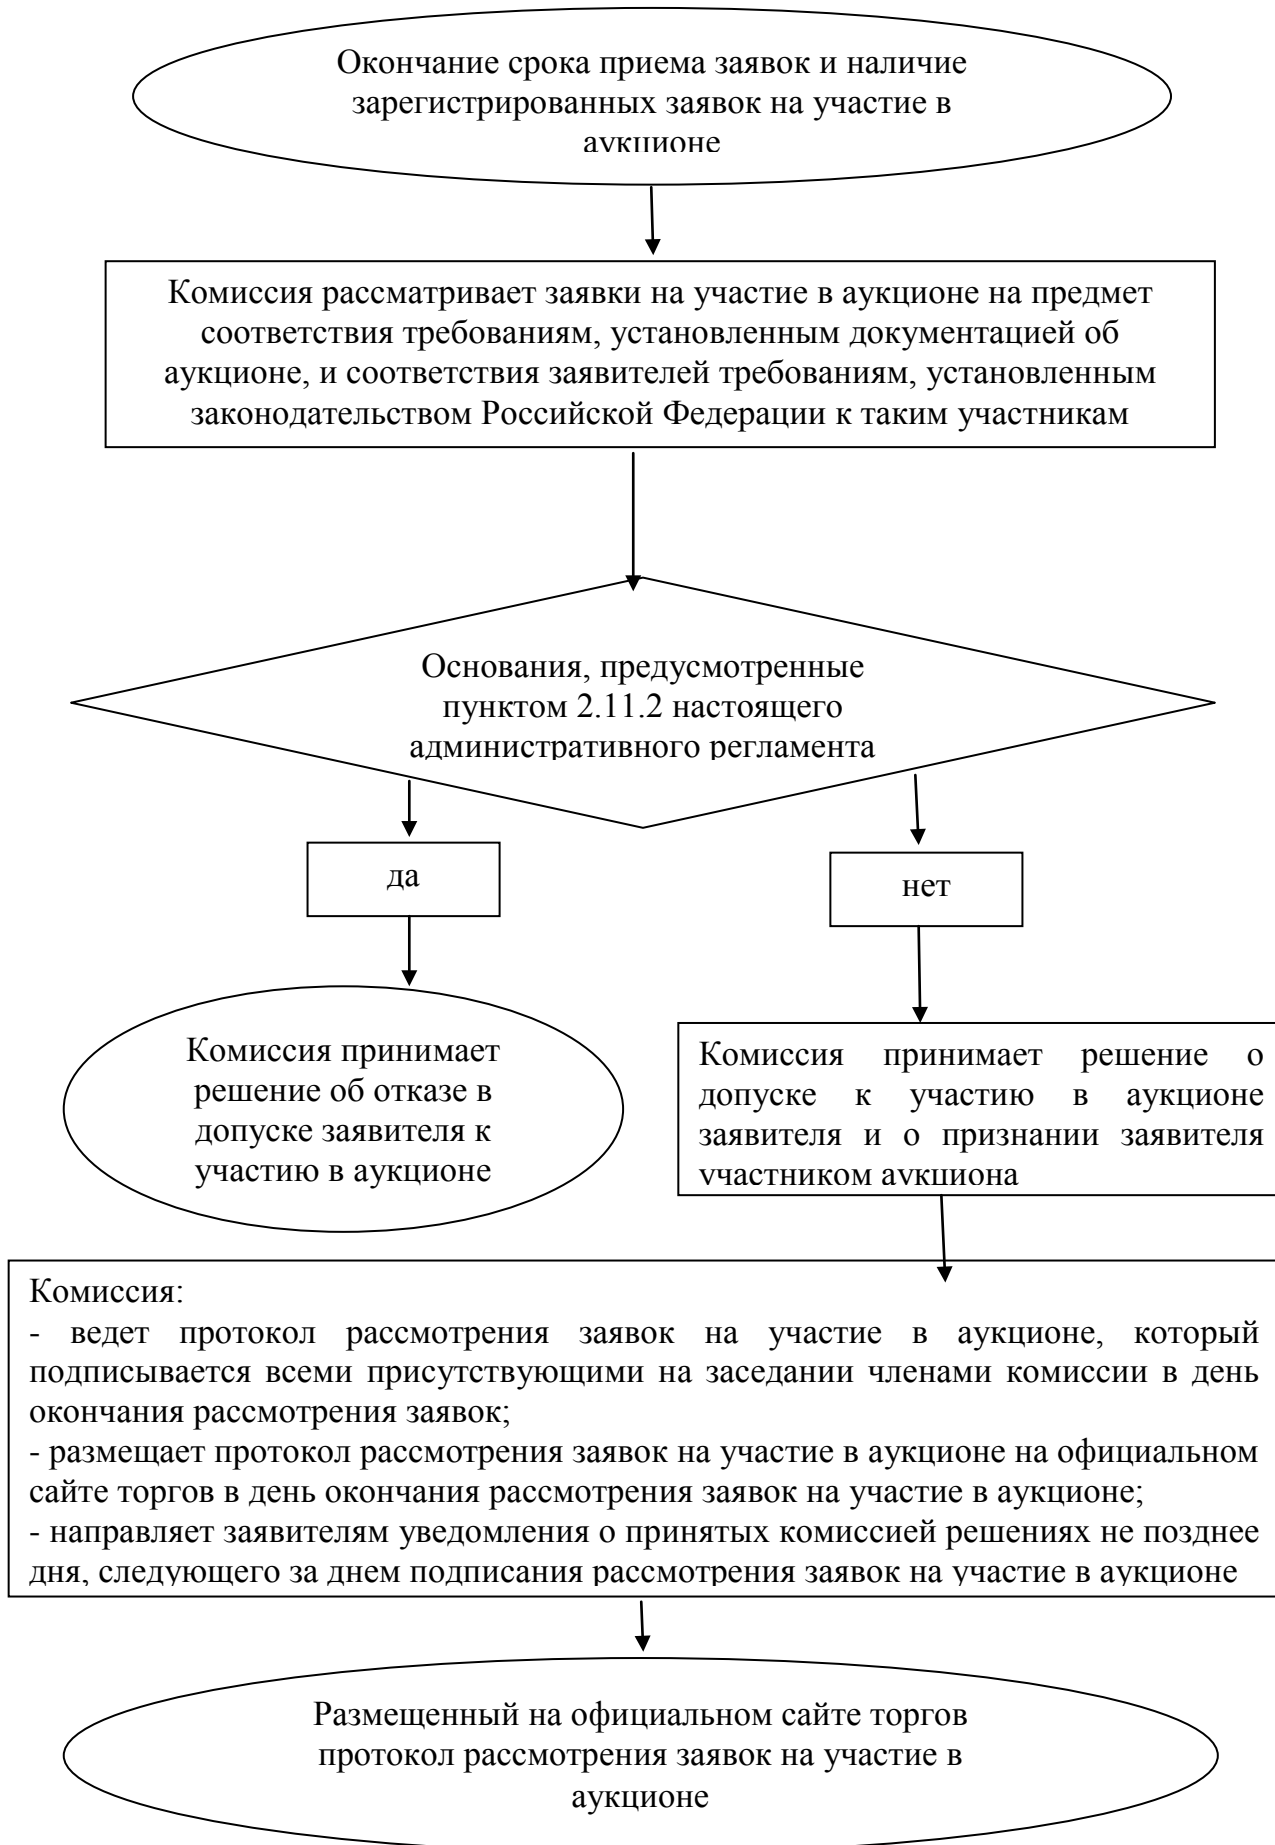 Окончание срока приема заявок и наличие
зарегистрированных заявок на участие в
аукционе
Комиссия рассматривает заявки на участие в аукционе на предмет
соответствия требованиям, установленным документацией об
аукционе, и соответствия заявителей требованиям, установленным
законодательством Российской Федерации к таким участникам
Основания, предусмотренные
пунктом 2.11.2 настоящего
административного регламента
да
нет
Комиссия принимает
решение об отказе в
допуске заявителя к
участию в аукционе
Комиссия принимает решение о
допуске к участию в аукционе
заявителя и о признании заявителя
участником аукциона
Комиссия:
- ведет протокол рассмотрения заявок на участие в аукционе, который
подписывается всеми присутствующими на заседании членами комиссии в день
окончания рассмотрения заявок;
- размещает протокол рассмотрения заявок на участие в аукционе на официальном
сайте торгов в день окончания рассмотрения заявок на участие в аукционе;
- направляет заявителям уведомления о принятых комиссией решениях не позднее
дня, следующего за днем подписания рассмотрения заявок на участие в аукционе
Размещенный на официальном сайте торгов
протокол рассмотрения заявок на участие в
аукционе